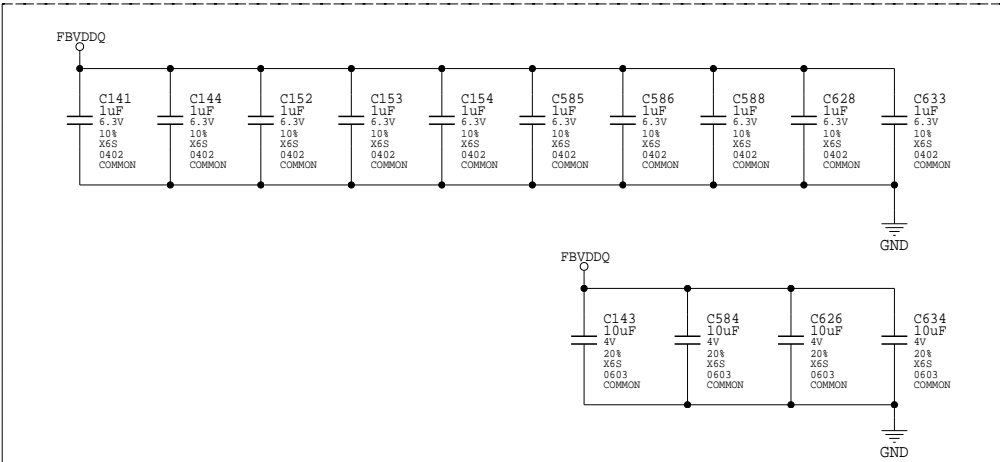 FBVDDQ
C141
1uF
6.3V
10%
X6S
0402
COMMON
C144
1uF
6.3V
10%
X6S
0402
COMMON
C152
1uF
6.3V
10%
X6S
0402
COMMON
C153
1uF
6.3V
10%
X6S
0402
COMMON
C154
1uF
6.3V
10%
X6S
0402
COMMON
C585
1uF
6.3V
10%
X6S
0402
COMMON
C586
1uF
6.3V
10%
X6S
0402
COMMON
C588
1uF
6.3V
10%
X6S
0402
COMMON
C628
1uF
6.3V
10%
X6S
0402
COMMON
C633
1uF
6.3V
10%
X6S
0402
COMMON
GND
FBVDDQ
C143
10uF
4V
20%
X6S
0603
COMMON
C584
10uF
4V
20%
X6S
0603
COMMON
C626
10uF
4V
20%
X6S
0603
COMMON
C634
10uF
4V
20%
X6S
0603
COMMON
GND